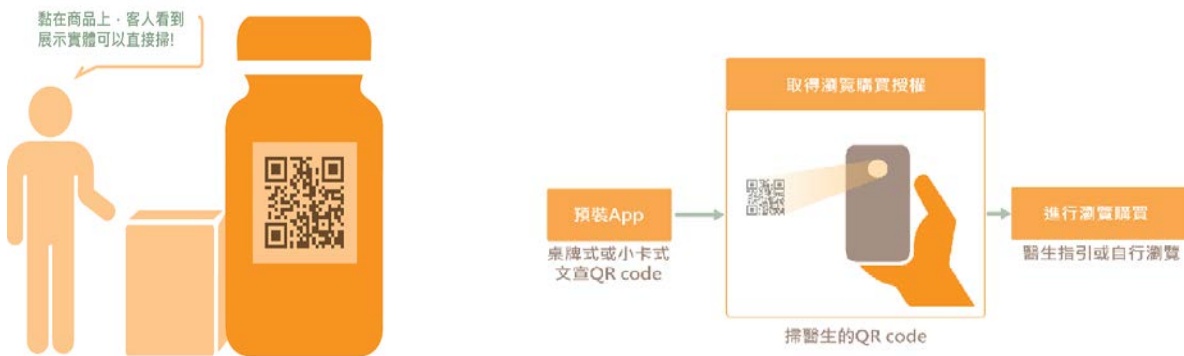 黏在商品上，客人看到
展示實體可以直接掃!
取得瀏覽購買授權
預裝App
桌牌式或小卡式
文宣QR code
掃醫生的QR code
進行瀏覽購買
醫生指引或自行瀏覽